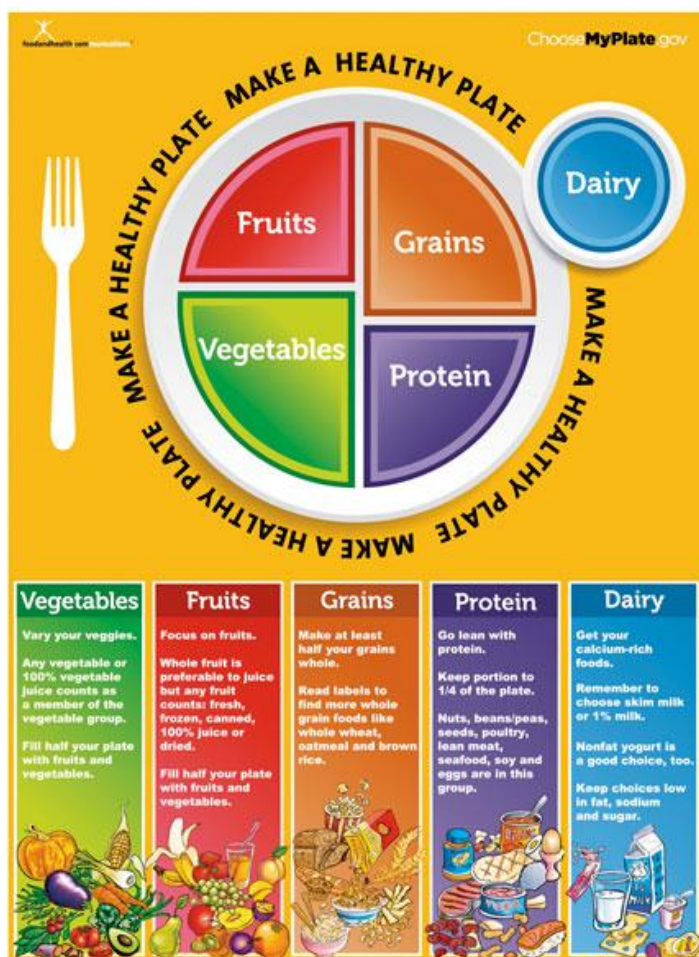 foodandhealth.com
ChooseMyPlate.gov
MAKE A HEALTHY PLATE MAKE A HEALTHY PLATE MAKE A HEALTHY PLATE MAKE A HEALTHY PLATE
Fruits
Grains
Dairy
Vegetables
Protein
Vegetables
Vary your veggies.
Any vegetable or
100% vegetable
juice counts as
a member of the
vegetable group.
Fill half your plate
with fruits and
vegetables.
Fruits
Focus on fruits.
Whole fruit is
preferable to juice
but any fruit
counts: fresh,
frozen, canned,
100% juice or
dried.
Fill half your plate
with fruits and
vegetables.
Grains
Make at least
half your grains
whole.
Read labels to
find more whole
grain foods like
whole wheat,
oatmeal and brown
rice.
Protein
Go lean with
protein.
Keep portion to
1/4 of the plate.
Nuts, beans/peas,
seeds, poultry,
lean meat,
seafood, soy and
eggs are in this
group.
Dairy
Get your
calcium-rich
foods.
Remember to
choose skim milk
or 1% milk.
Nonfat yogurt is
a good choice, too.
Keep choices low
in fat, sodium
and sugar.
MILK